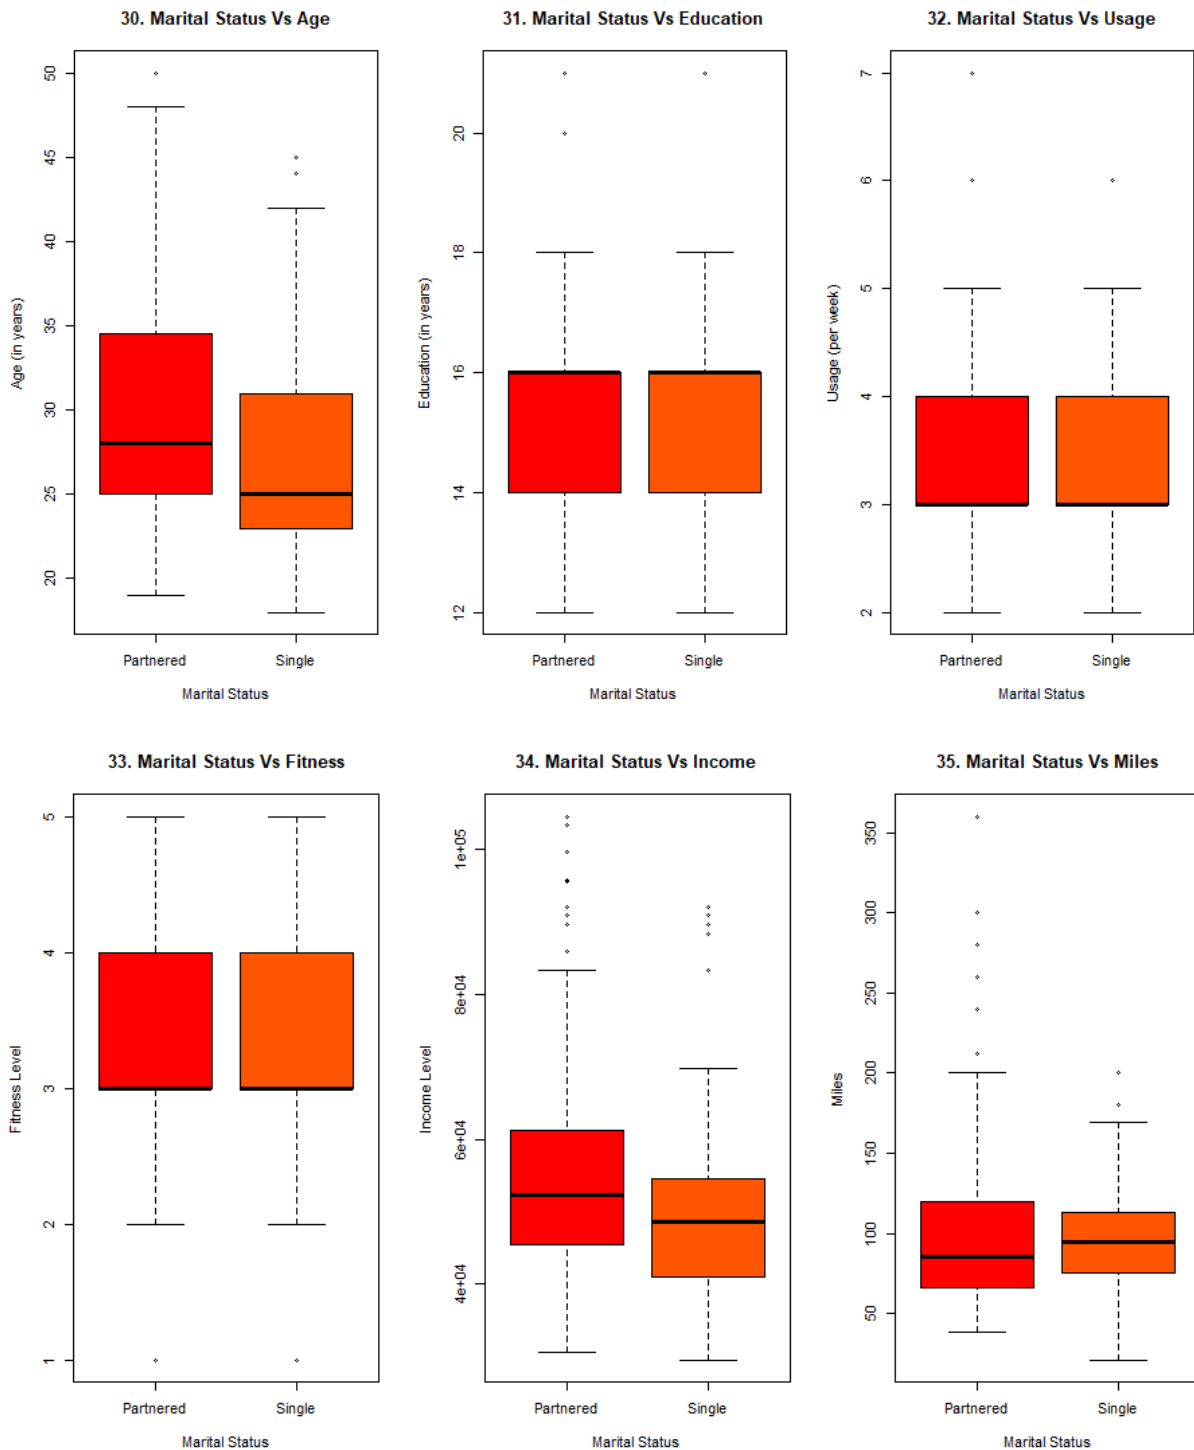 30. Marital Status Vs Age
50
45
40
35
30
25
20
Age (in years)
Partnered
Single
Marital Status
31. Marital Status Vs Education
20
18
16
14
12
Education (in years)
Partnered
Single
Marital Status
32. Marital Status Vs Usage
7
6
5
4
3
2
Usage (per week)
Partnered
Single
Marital Status
33. Marital Status Vs Fitness
5
4
3
2
1
Fitness Level
Partnered
Single
Marital Status
34. Marital Status Vs Income
1e+05
8e+04
6e+04
4e+04
Income Level
Partnered
Single
Marital Status
35. Marital Status Vs Miles
350
300
250
200
150
100
50
Miles
Partnered
Single
Marital Status